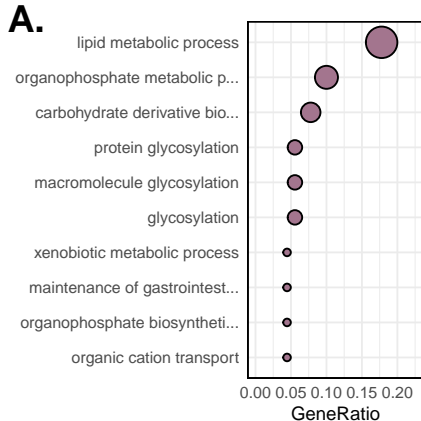 A.
lipid metabolic process
organophosphate metabolic p...
carbohydrate derivative bio...
protein glycosylation
macromolecule glycosylation
glycosylation
xenobiotic metabolic process
maintenance of gastrointest...
organophosphate biosyntheti...
organic cation transport
0.00 0.05 0.10 0.15 0.20
GeneRatio